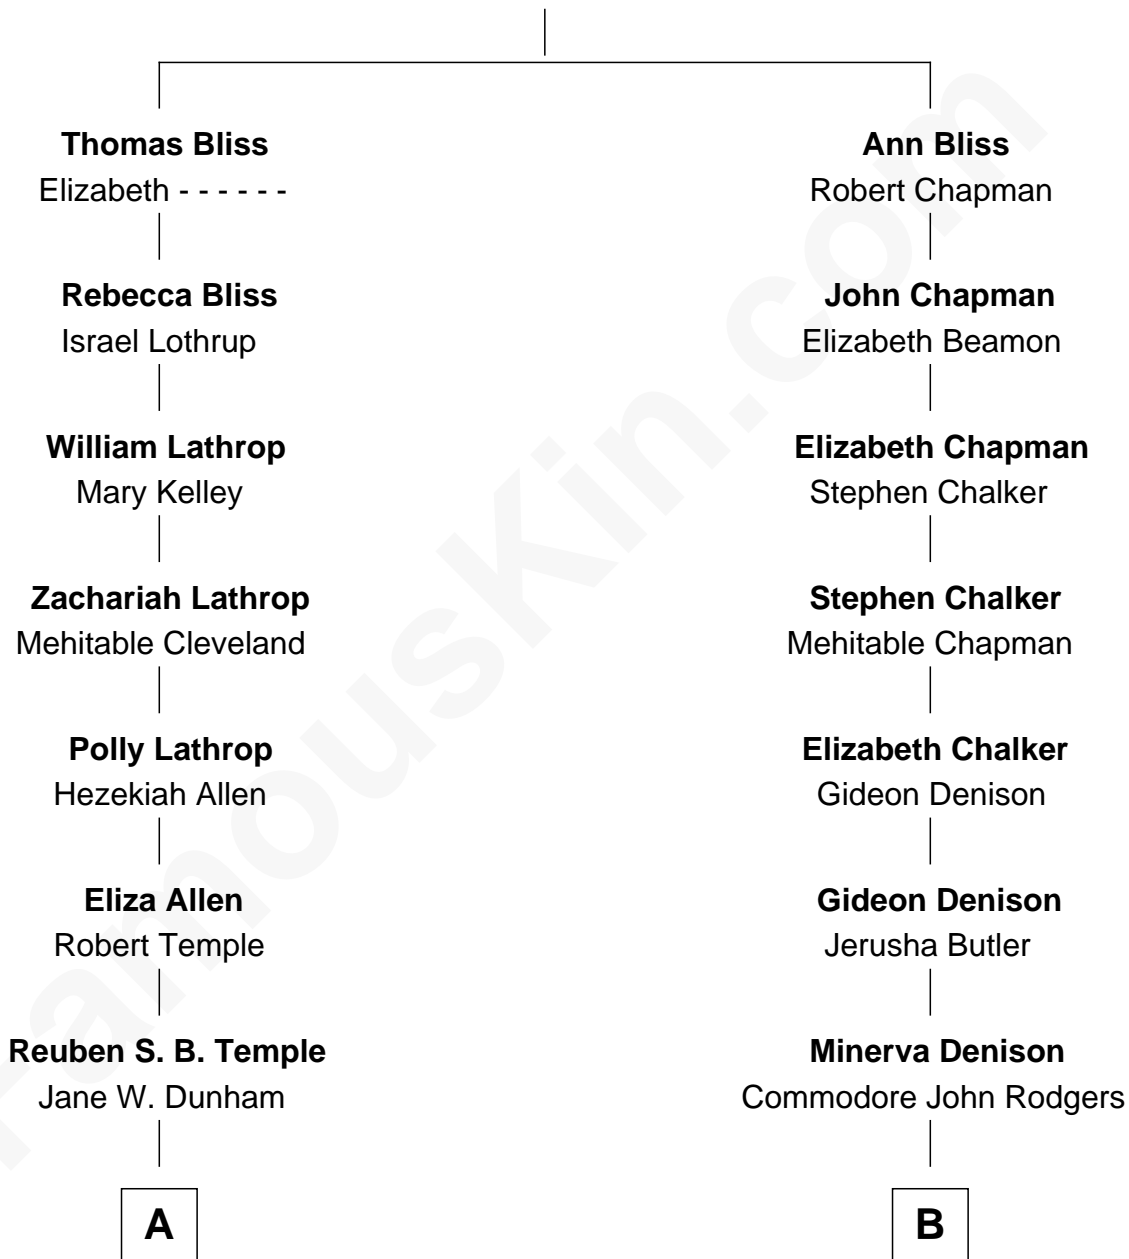 Thomas Bliss
Elizabeth - - - - - -
Ann Bliss
Robert Chapman
Rebecca Bliss
Israel Lothrup
John Chapman
Elizabeth Beamon
William Lathrop
Mary Kelley
Elizabeth Chapman
Stephen Chalker
Zachariah Lathrop
Mehitable Cleveland
Stephen Chalker
Mehitable Chapman
Polly Lathrop
Hezekiah Allen
Elizabeth Chalker
Gideon Denison
Eliza Allen
Robert Temple
Gideon Denison
Jerusha Butler
Reuben S. B. Temple
Jane W. Dunham
Minerva Denison
Commodore John Rodgers
A
B
FamousKin.com